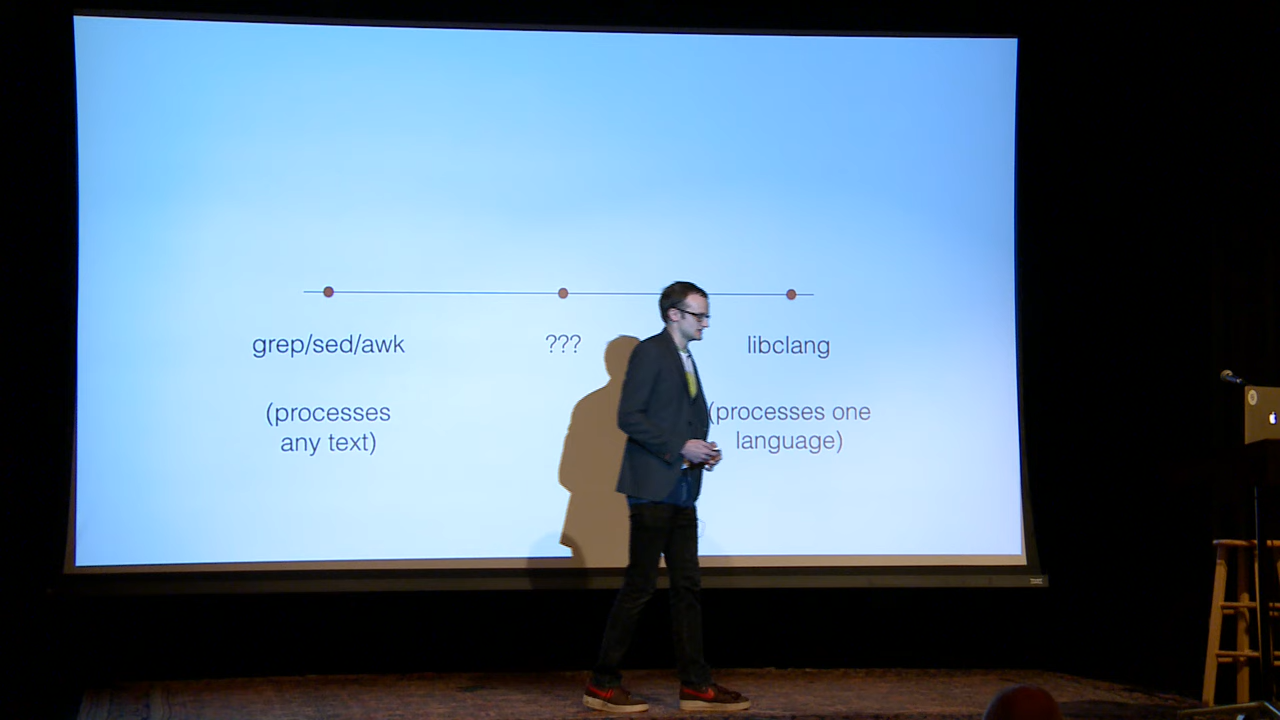 grep/sed/awk
???
libclang
(processes
any text)
(processes one
language)